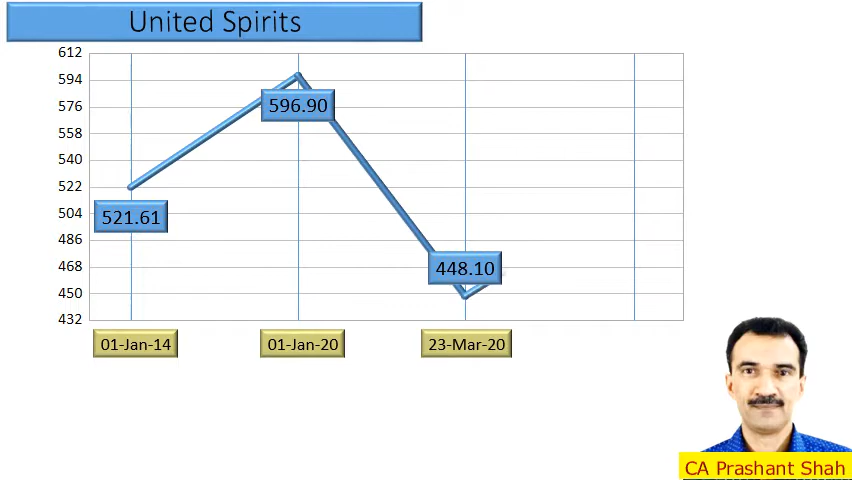 United Spirits
612
594
576
558
540
522
504
486
468
450
432
521.61
596.90
448.10
01-Jan-14
01-Jan-20
23-Mar-20
CA Prashant Shah